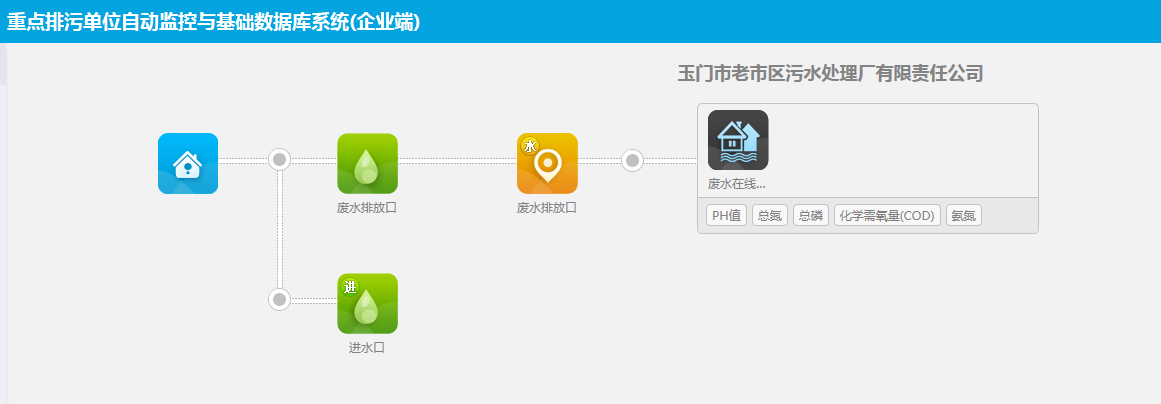 重点排污单位自动监控与基础数据库系统(企业端)
玉门市老市区污水处理厂有限责任公司
水
废水在线...
废水排放口
废水排放口
PH值 总氮 总磷 化学需氧量(COD) 氨氮
进
进水口